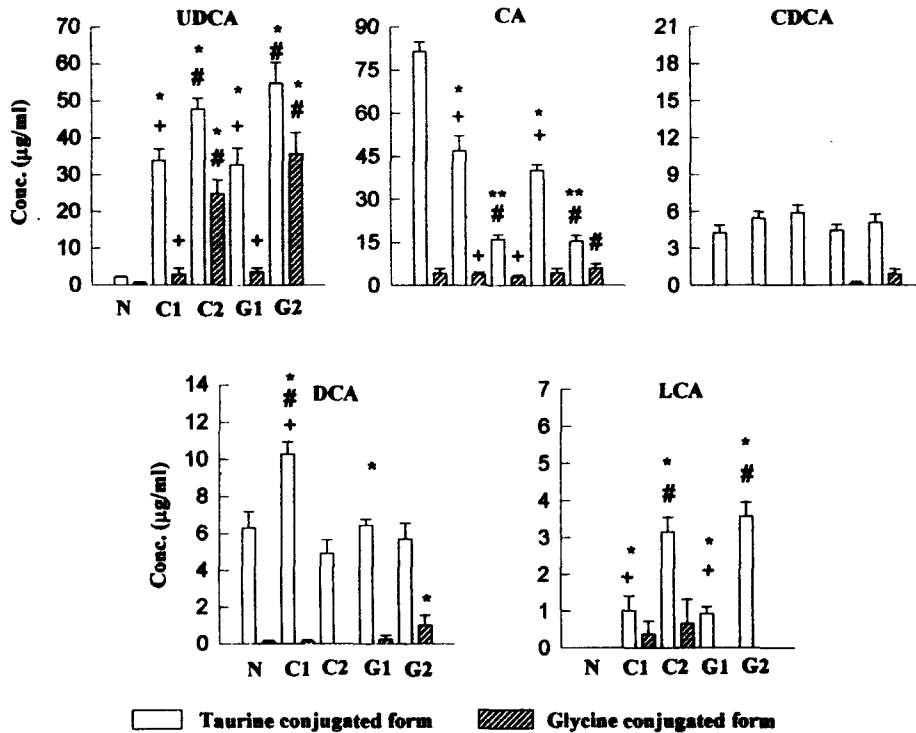 UDCA
CA
CDCA
Conc. (μg/ml)
70
60
50
40
30
20
10
0
* + + * # * # * + + * # * #
N C1 C2 G1 G2
90
75
60
45
30
15
0
* + + ** # + * + ** # #
21
18
15
12
9
6
3
0
DCA
LCA
Conc. (μg/ml)
14
12
10
8
6
4
2
0
* # + * *
N C1 C2 G1 G2
7
6
5
4
3
2
1
0
* + * # * + * #
N C1 C2 G1 G2
Taurine conjugated form
Glycine conjugated form